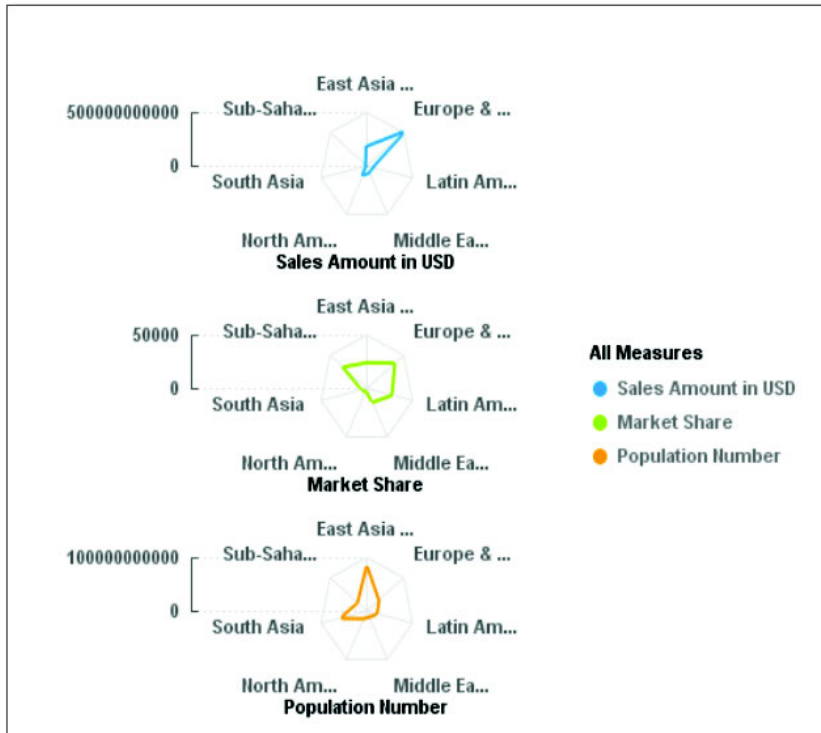 East Asia ...
500000000000
Sub-Saha...
Europe & ...
0
South Asia
Latin Am...
North Am...
Middle Ea...
Sales Amount in USD
East Asia ...
50000
Sub-Saha...
Europe & ...
0
South Asia
Latin Am...
North Am...
Middle Ea...
Market Share
East Asia ...
100000000000
Sub-Saha...
Europe & ...
0
South Asia
Latin Am...
North Am...
Middle Ea...
Population Number
All Measures
Sales Amount in USD
Market Share
Population Number